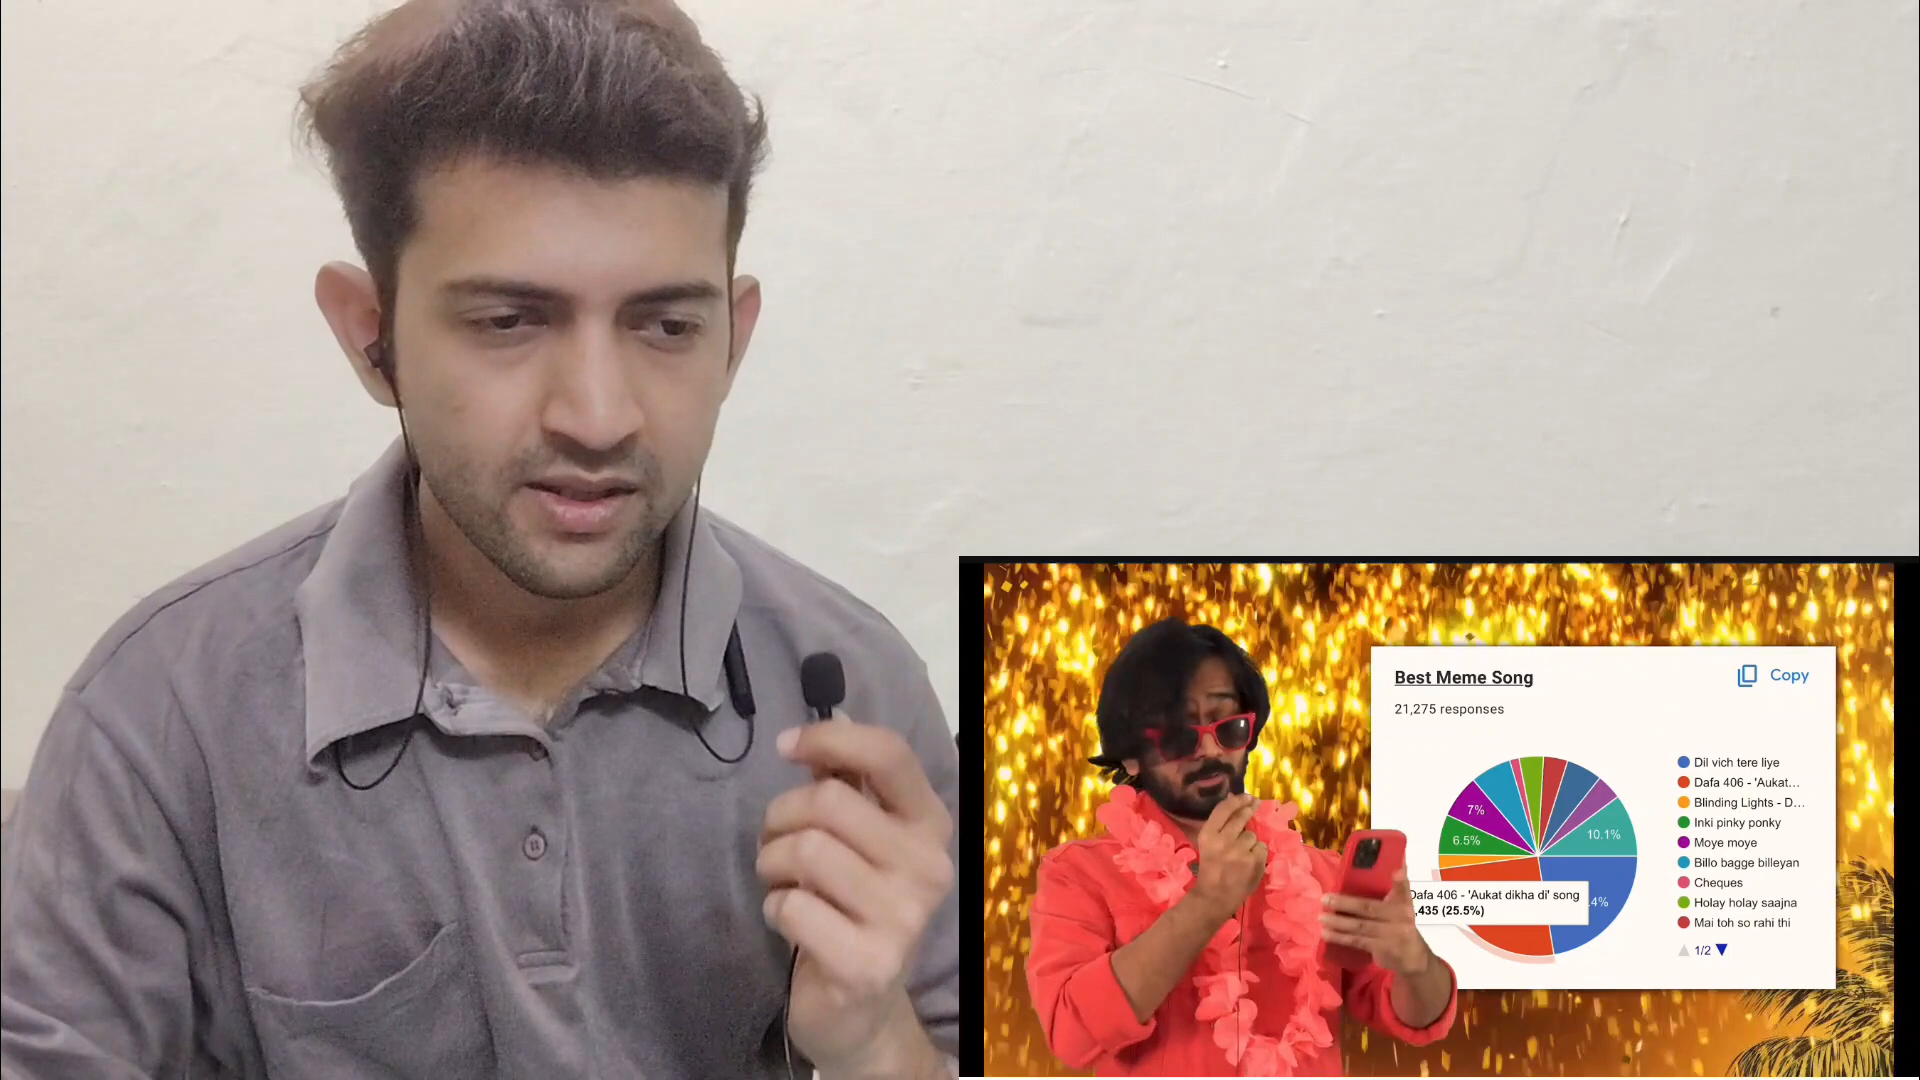 Best Meme Song
Copy
21,275 responses
7%
6.5%
10.1%
.4%
Dafa 406 - 'Aukat dikha di' song
,435 (25.5%)
Dil vich tere liye
Dafa 406 - 'Aukat...
Blinding Lights - D...
Inki pinky ponky
Moye moye
Billo bagge billeyan
Cheques
Holay holay saajna
Mai toh so rahi thi
1/2